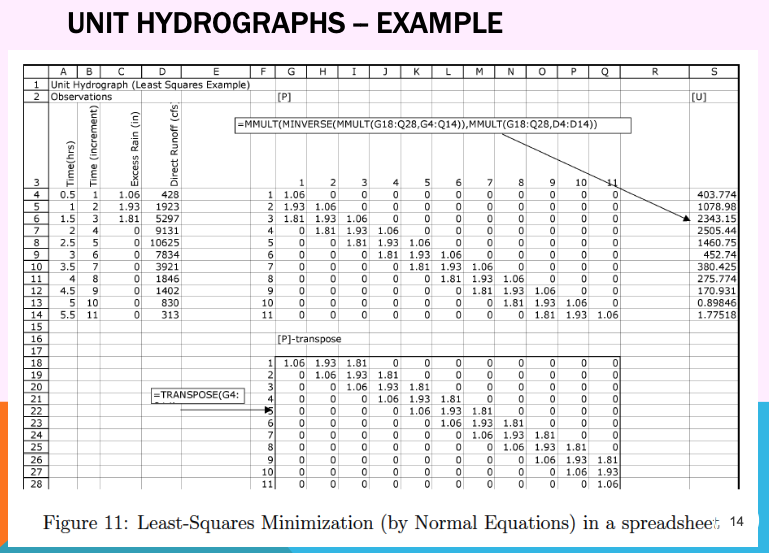 UNIT HYDROGRAPHS – EXAMPLE
A B C D E F G H I J K L M N O P Q R S
1 Unit Hydrograph (Least Squares Example)
2 Observations [P] [U]
=MMULT(MINVERSE(MMULT(G18:Q28,G4:Q14)),MMULT(G18:Q28,D4:D14))
3 Time(hrs) Time (increment) Excess Rain (in) Direct Runoff (cfs) 1 2 3 4 5 6 7 8 9 10 11
4 0.5 1 1.06 428 1 1.06 0 0 0 0 0 0 0 0 0 0 403.774
5 1 2 1.93 1923 2 1.93 1.06 0 0 0 0 0 0 0 0 0 1078.98
6 1.5 3 1.81 5297 3 1.81 1.93 1.06 0 0 0 0 0 0 0 0 2343.15
7 2 4 0 9131 4 0 1.81 1.93 1.06 0 0 0 0 0 0 0 2505.44
8 2.5 5 0 10625 5 0 0 1.81 1.93 1.06 0 0 0 0 0 0 1460.75
9 3 6 0 7834 6 0 0 0 1.81 1.93 1.06 0 0 0 0 0 452.74
10 3.5 7 0 3921 7 0 0 0 0 1.81 1.93 1.06 0 0 0 0 380.425
11 4 8 0 1846 8 0 0 0 0 0 1.81 1.93 1.06 0 0 0 275.774
12 4.5 9 0 1402 9 0 0 0 0 0 0 1.81 1.93 1.06 0 0 170.931
13 5 10 0 830 10 0 0 0 0 0 0 0 1.81 1.93 1.06 0 0.89846
14 5.5 11 0 313 11 0 0 0 0 0 0 0 0 1.81 1.93 1.06 1.77518
15
16 [P]-transpose
17
18 1 1.06 1.93 1.81 0 0 0 0 0 0 0 0
19 2 0 1.06 1.93 1.81 0 0 0 0 0 0 0
20 3 0 0 1.06 1.93 1.81 0 0 0 0 0 0
21 =TRANSPOSE(G4: 4 0 0 0 1.06 1.93 1.81 0 0 0 0 0
22 5 0 0 0 0 1.06 1.93 1.81 0 0 0 0
23 6 0 0 0 0 0 1.06 1.93 1.81 0 0 0
24 7 0 0 0 0 0 0 1.06 1.93 1.81 0 0
25 8 0 0 0 0 0 0 0 1.06 1.93 1.81 0
26 9 0 0 0 0 0 0 0 0 1.06 1.93 1.81
27 10 0 0 0 0 0 0 0 0 0 1.06 1.93
28 11 0 0 0 0 0 0 0 0 0 0 1.06
Figure 11: Least-Squares Minimization (by Normal Equations) in a spreadsheet 14